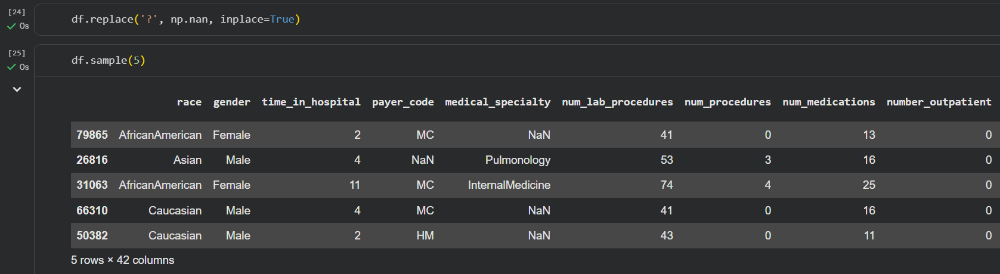 [24]
0s
df.replace('?', np.nan, inplace=True)
[25]
0s
df.sample(5)
race gender time_in_hospital payer_code medical_specialty num_lab_procedures num_procedures num_medications number_outpatient
79865 AfricanAmerican Female 2 MC NaN 41 0 13 0
26816 Asian Male 4 NaN Pulmonology 53 3 16 0
31063 AfricanAmerican Female 11 MC InternalMedicine 74 4 25 0
66310 Caucasian Male 4 MC NaN 41 0 16 0
50382 Caucasian Male 2 HM NaN 43 0 11 0
5 rows × 42 columns